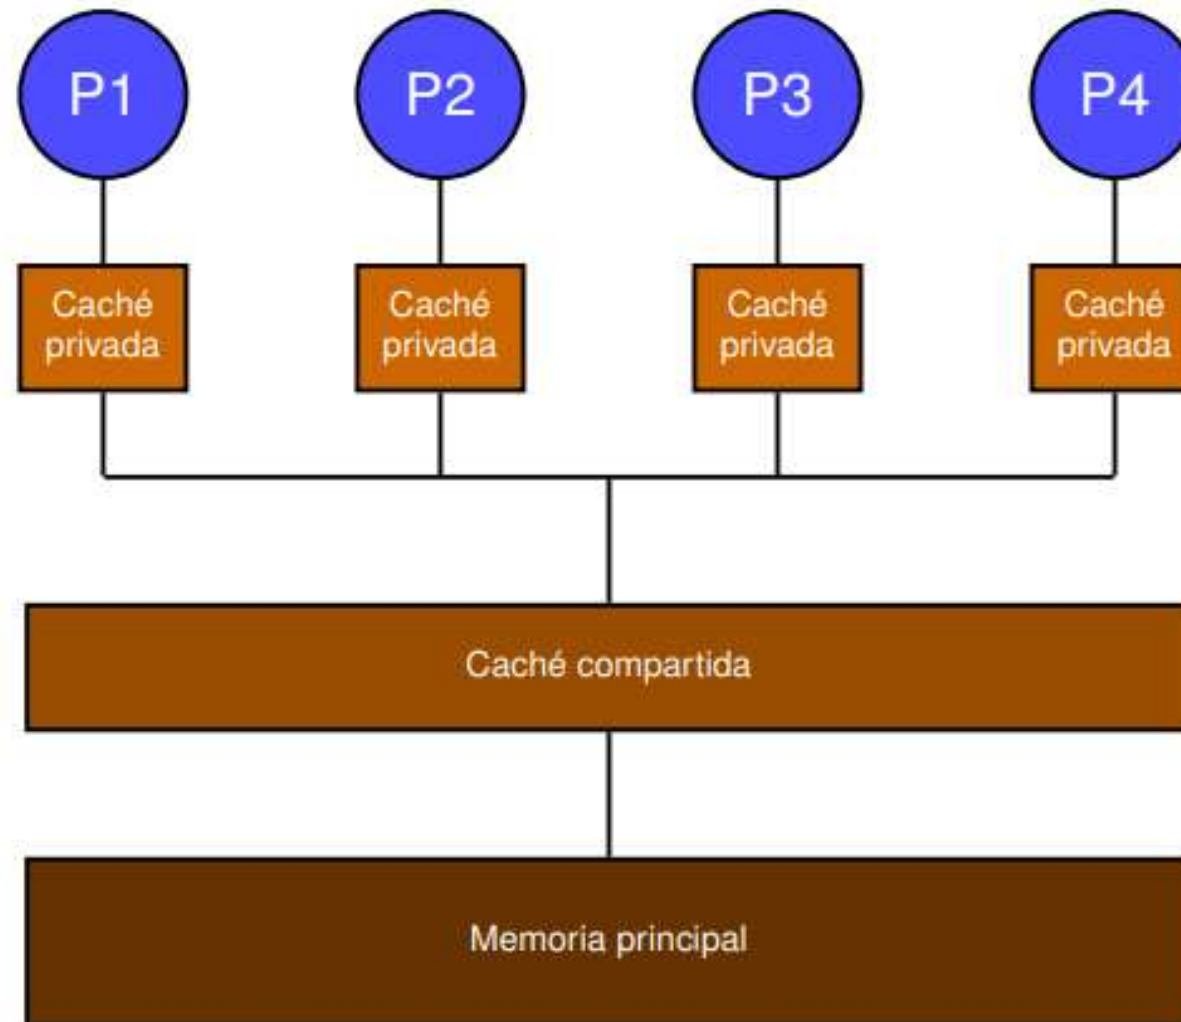 P1
P2
P3
P4
Caché
privada
Caché
privada
Caché
privada
Caché
privada
Caché compartida
Memoria principal